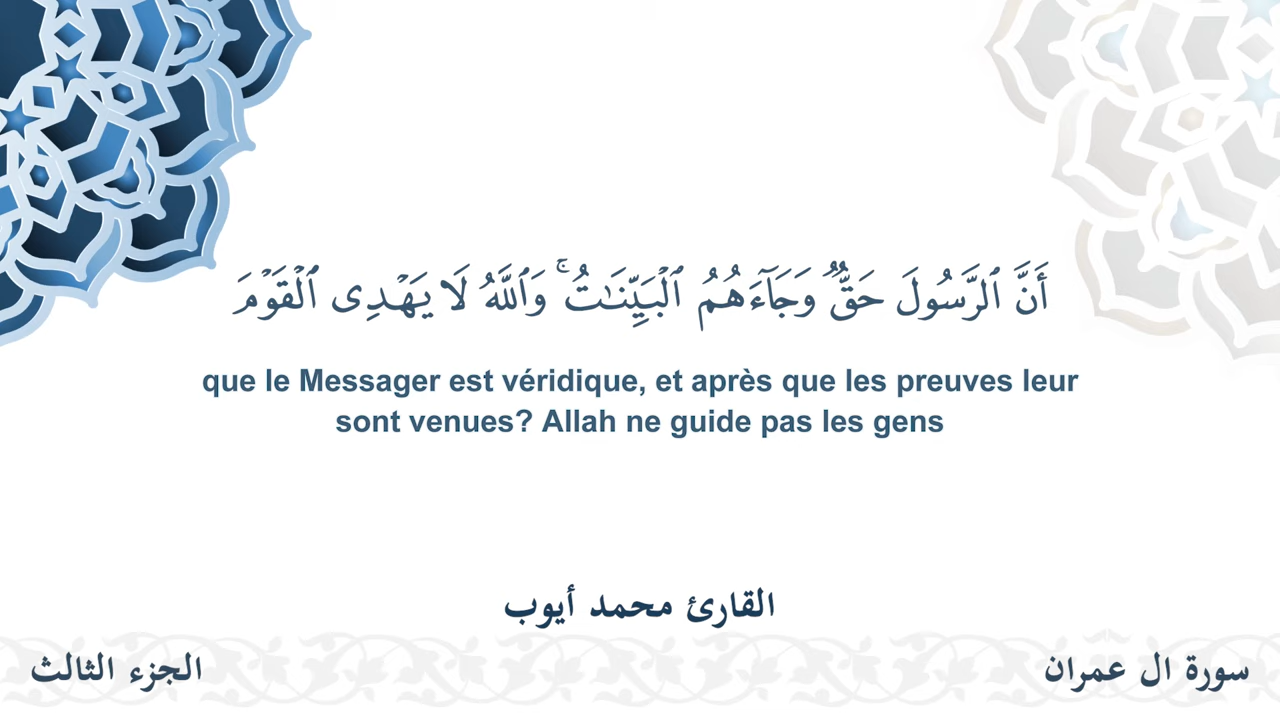 أَنَّ ٱلرَّسُولَ حَقٌّۭ وَجَآءَهُمُ ٱلْبَيِّنَـٰتُ ۚ وَٱللَّهُ لَا يَهْدِى ٱلْقَوْمَ
que le Messager est véridique, et après que les preuves leur
sont venues? Allah ne guide pas les gens
القارئ محمد أيوب
سورة ال عمران
الجزء الثالث